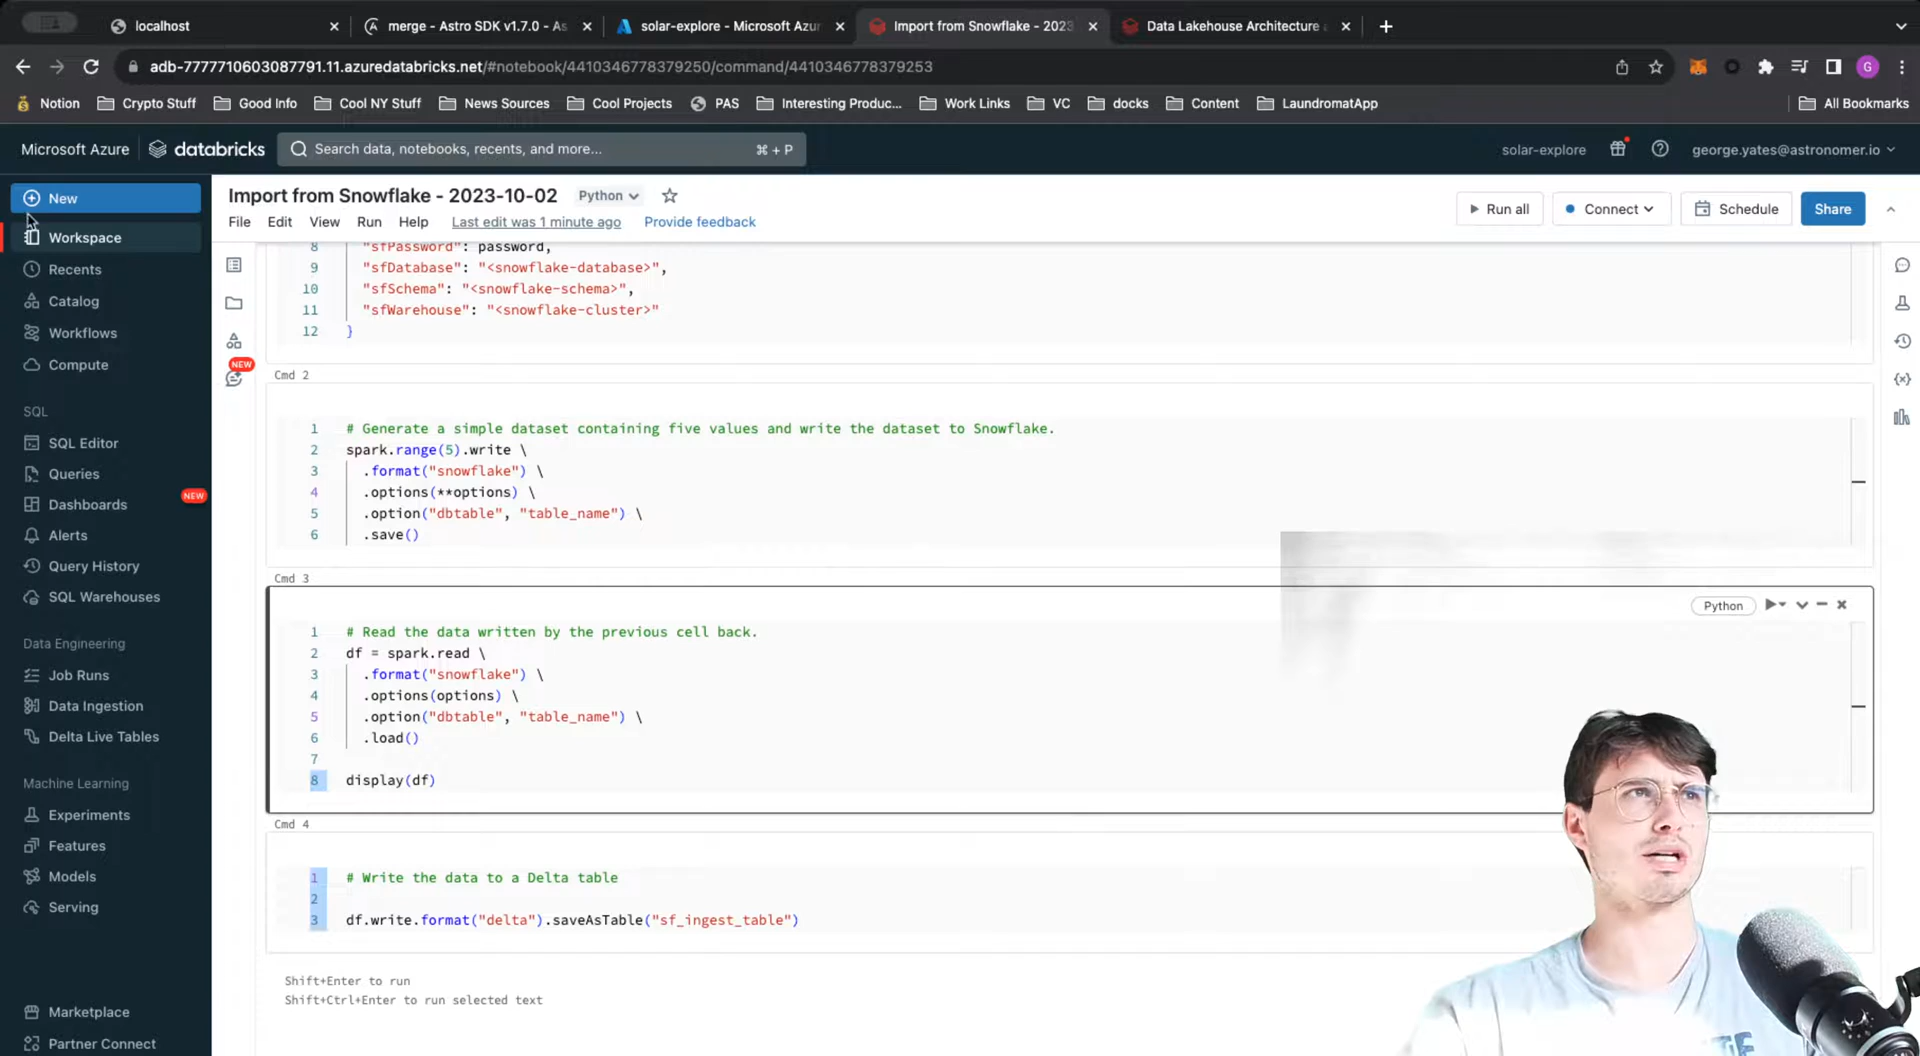 localhost
merge - Astro SDK v1.7.0 - As
solar-explore - Microsoft Azur
Import from Snowflake - 2023
Data Lakehouse Architecture a
adb-7777710603087791.11.azuredatabricks.net/#notebook/4410346778379250/command/4410346778379253
G
Notion
Crypto Stuff
Good Info
Cool NY Stuff
News Sources
Cool Projects
PAS
Interesting Produc...
Work Links
VC
docks
Content
LaundromatApp
All Bookmarks
Microsoft Azure
databricks
Search data, notebooks, recents, and more...
⌘ + P
solar-explore
george.yates@astronomer.io
New
Workspace
Recents
Catalog
Workflows
Compute
SQL
SQL Editor
Queries
Dashboards
NEW
Alerts
Query History
SQL Warehouses
Data Engineering
Job Runs
Data Ingestion
Delta Live Tables
Machine Learning
Experiments
Features
Models
Serving
Marketplace
Partner Connect
Import from Snowflake - 2023-10-02
Python
File Edit View Run Help Last edit was 1 minute ago Provide feedback
Run all
Connect
Schedule
Share
NEW
8 "sfPassword": password,
9 "sfDatabase": "<snowflake-database>",
10 "sfSchema": "<snowflake-schema>",
11 "sfWarehouse": "<snowflake-cluster>"
12 }
Cmd 2
1 # Generate a simple dataset containing five values and write the dataset to Snowflake.
2 spark.range(5).write \
3 .format("snowflake") \
4 .options(**options) \
5 .option("dbtable", "table_name") \
6 .save()
Cmd 3
Python
1 # Read the data written by the previous cell back.
2 df = spark.read \
3 .format("snowflake") \
4 .options(options) \
5 .option("dbtable", "table_name") \
6 .load()
7
8 display(df)
Cmd 4
1 # Write the data to a Delta table
2
3 df.write.format("delta").saveAsTable("sf_ingest_table")
Shift+Enter to run
Shift+Ctrl+Enter to run selected text